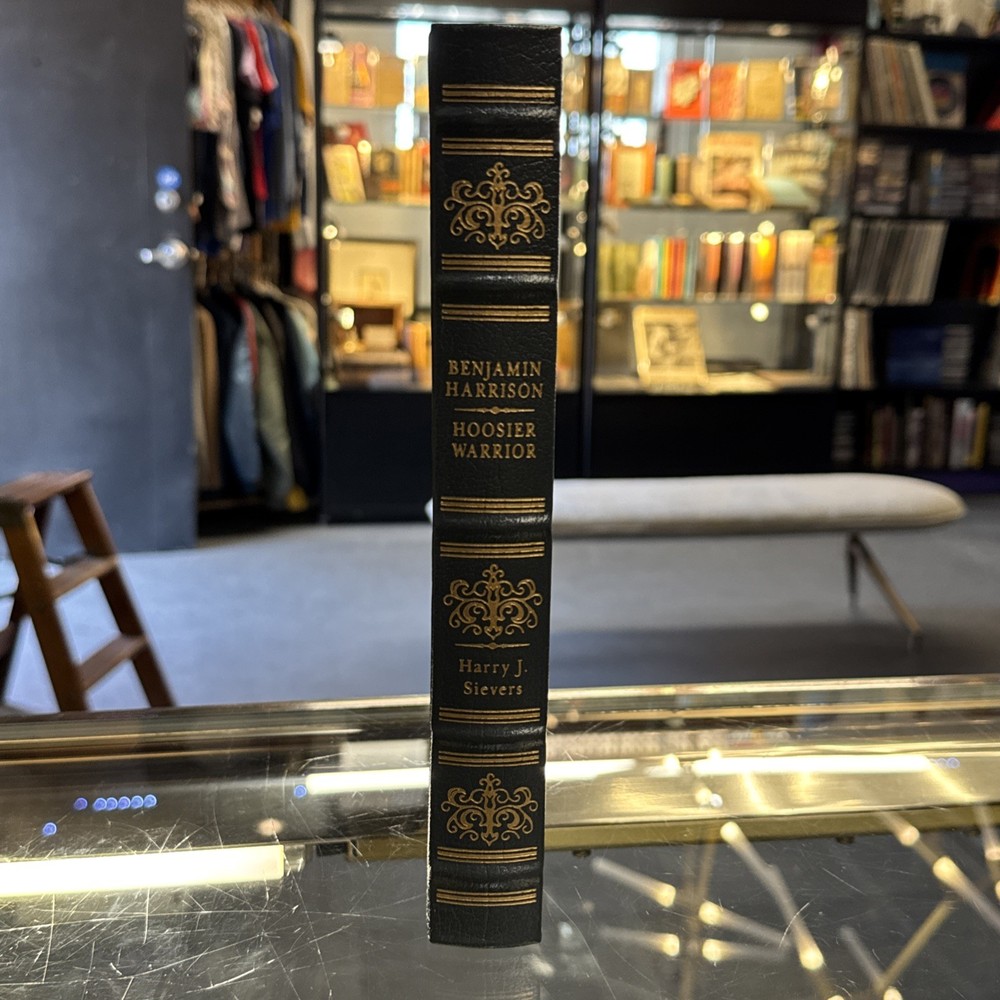 BENJAMIN
HARRISON
HOOSIER
WARRIOR
Harry J.
Sievers